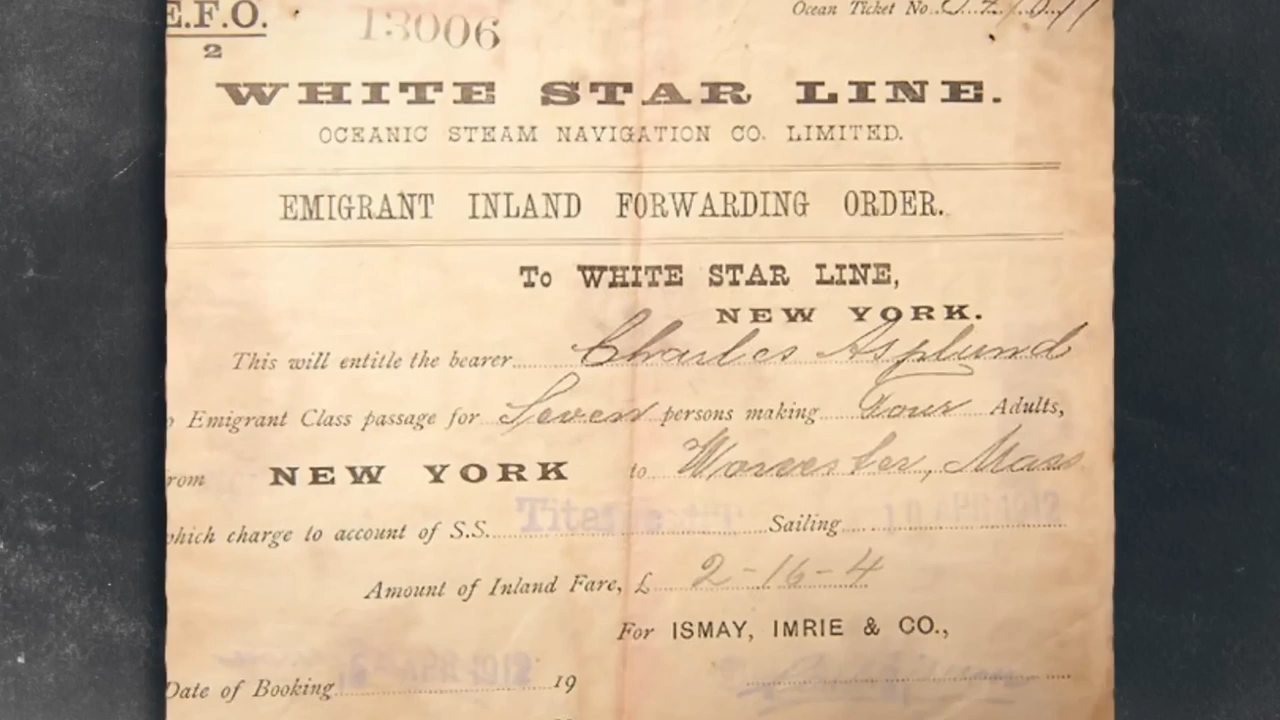 E.F.O. 13006 Ocean Ticket No.
2
WHITE STAR LINE.
OCEANIC STEAM NAVIGATION CO. LIMITED.
EMIGRANT INLAND FORWARDING ORDER.
To WHITE STAR LINE,
NEW YORK.
This will entitle the bearer Charles Asplund
Emigrant Class passage for Seven persons making Four Adults,
rom NEW YORK to Worcester, Mass
which charge to account of S.S. Sailing 10 APR 1912
Amount of Inland Fare, £ 2-16-4
For ISMAY, IMRIE & CO.,
Date of Booking APR 1912 19